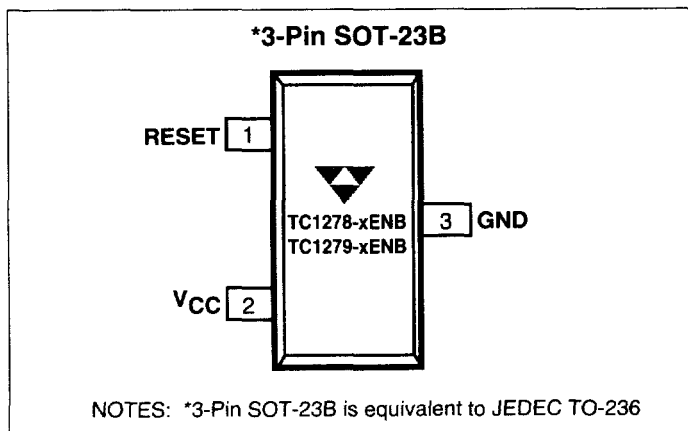 *3-Pin SOT-23B
RESET 1
TC1278-xENB
TC1279-xENB
3 GND
VCC 2
NOTES: *3-Pin SOT-23B is equivalent to JEDEC TO-236